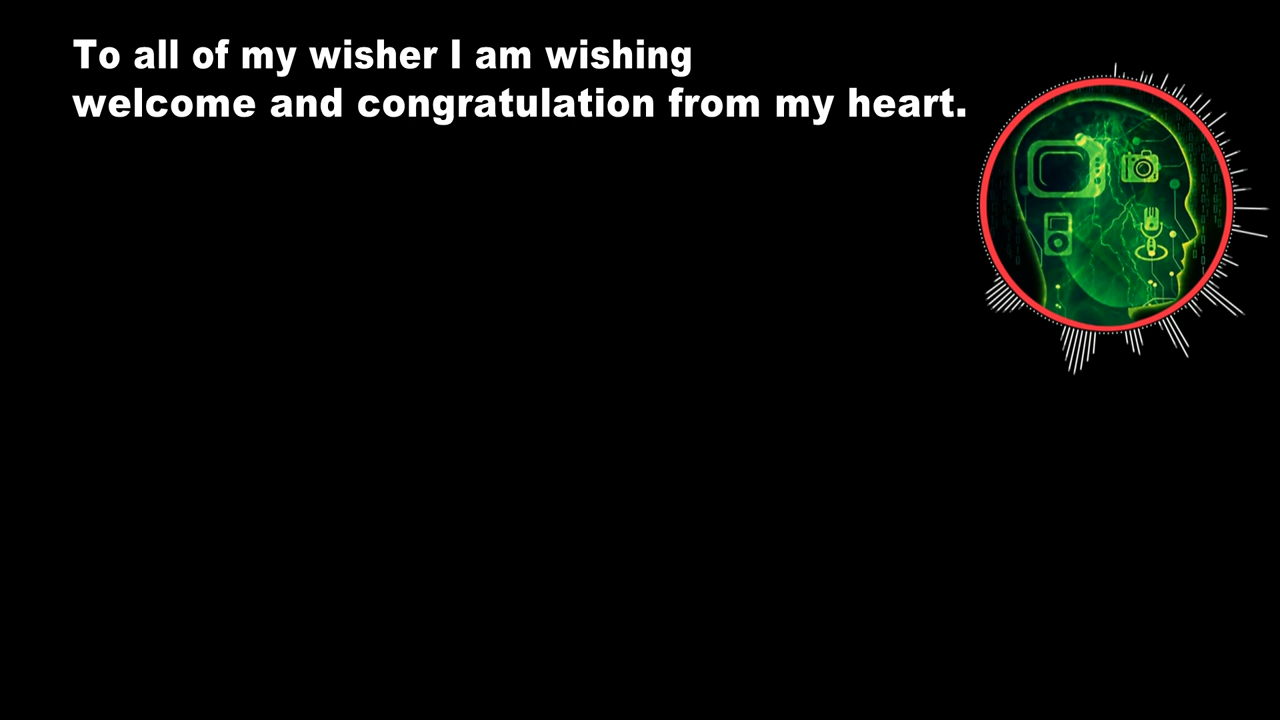 To all of my wisher I am wishing
welcome and congratulation from my heart.